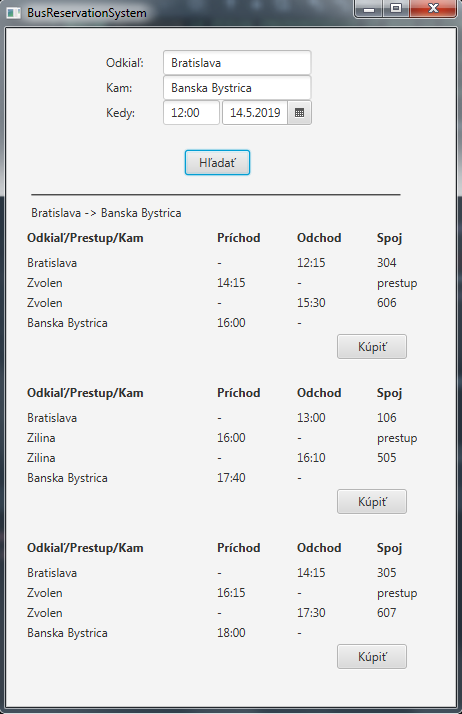 BusReservationSystem
Odkiaľ: Bratislava
Kam: Banska Bystrica
Kedy: 12:00 14.5.2019
Hľadať
Bratislava -> Banska Bystrica
Odkiaľ/Prestup/Kam Príchod Odchod Spoj
Bratislava - 12:15 304
Zvolen 14:15 - prestup
Zvolen - 15:30 606
Banska Bystrica 16:00 -
Kúpiť
Odkiaľ/Prestup/Kam Príchod Odchod Spoj
Bratislava - 13:00 106
Zilina 16:00 - prestup
Zilina - 16:10 505
Banska Bystrica 17:40 -
Kúpiť
Odkiaľ/Prestup/Kam Príchod Odchod Spoj
Bratislava - 14:15 305
Zvolen 16:15 - prestup
Zvolen - 17:30 607
Banska Bystrica 18:00 -
Kúpiť